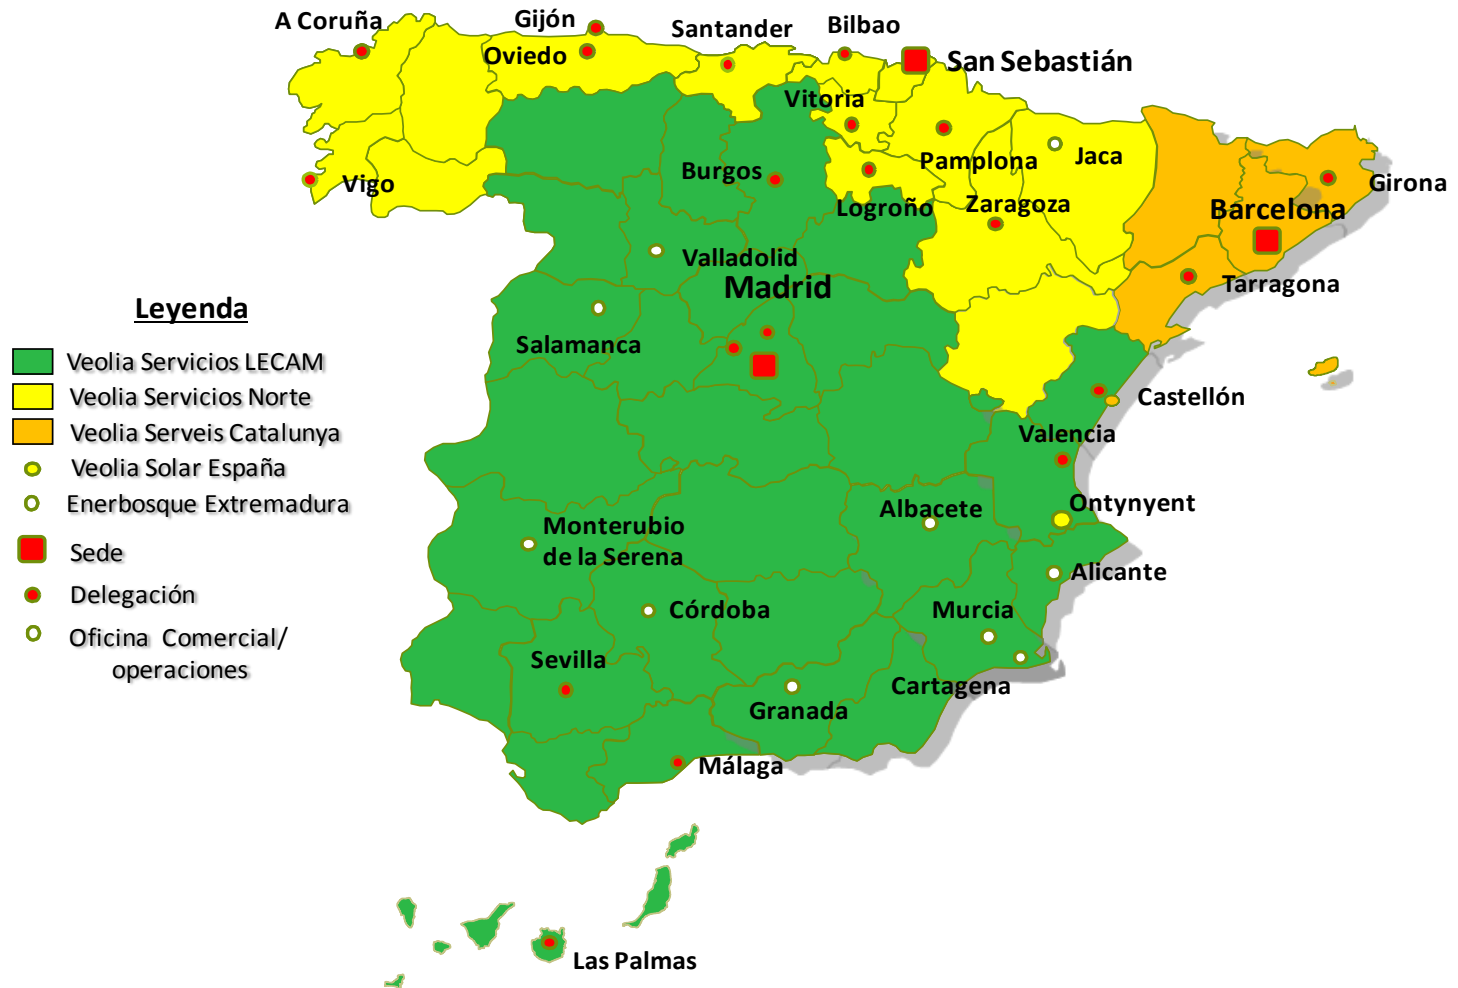 A Coruña
Gijón
Oviedo
Santander
Bilbao
San Sebastián
Vitoria
Burgos
Pamplona
Jaca
Vigo
Logroño
Zaragoza
Girona
Barcelona
Valladolid
Madrid
Tarragona
Salamanca
Castellón
Valencia
Albacete
Ontynyent
Monterubio
de la Serena
Alicante
Córdoba
Murcia
Sevilla
Cartagena
Granada
Málaga
Las Palmas
Leyenda
Veolia Servicios LECAM
Veolia Servicios Norte
Veolia Serveis Catalunya
Veolia Solar España
Enerbosque Extremadura
Sede
Delegación
Oficina Comercial/
operaciones